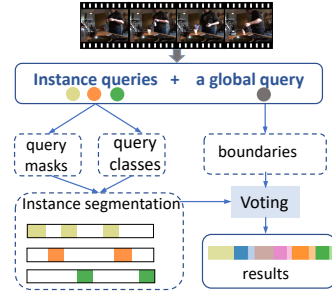 Instance queries + a global query
query
masks
query
classes
boundaries
Instance segmentation
Voting
results